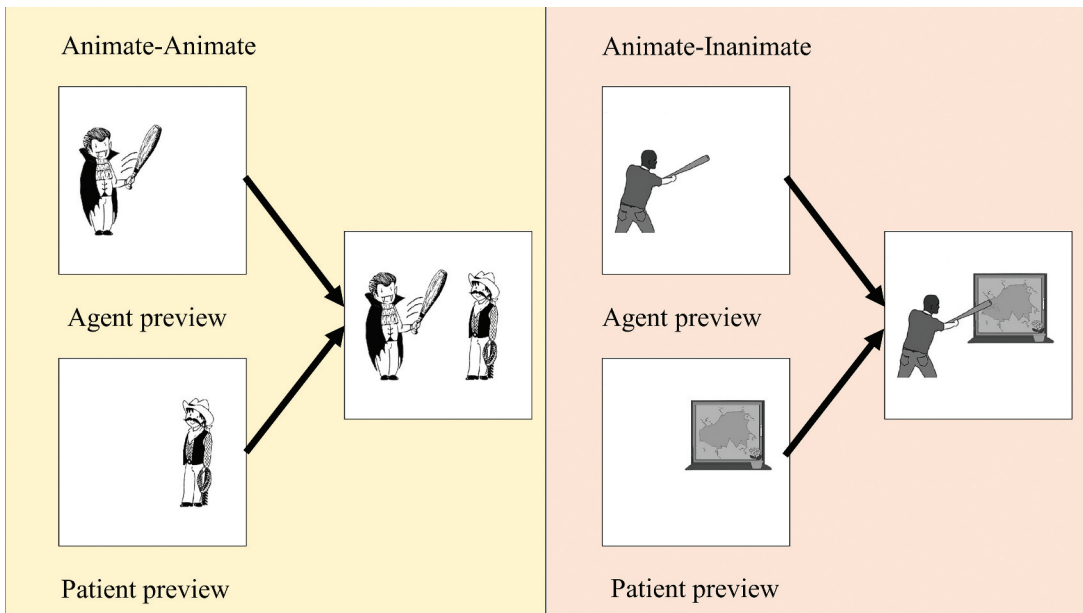 Animate-Animate
Agent preview
Patient preview
Animate-Inanimate
Agent preview
Patient preview